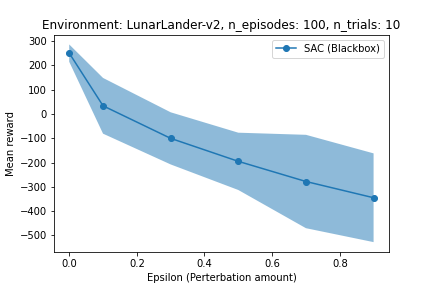 Environment: LunarLander-v2, n_episodes: 100, n_trials: 10
SAC (Blackbox)
Mean reward
300
200
100
0
−100
−200
−300
−400
−500
0.0 0.2 0.4 0.6 0.8
Epsilon (Perterbation amount)